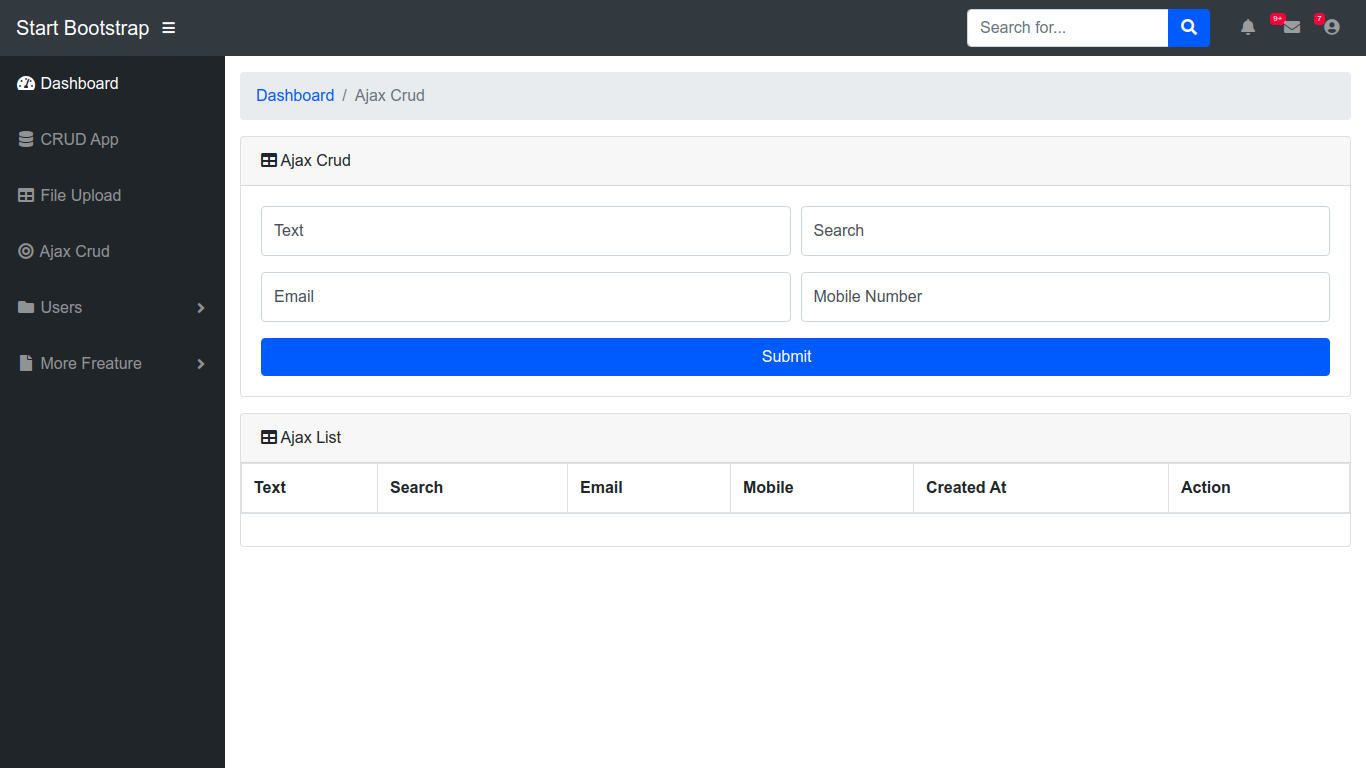 Start Bootstrap
Search for...
9+
7
Dashboard
CRUD App
File Upload
Ajax Crud
Users
More Freature
Dashboard / Ajax Crud
Ajax Crud
Text Search
Email Mobile Number
Submit
Ajax List
Text Search Email Mobile Created At Action